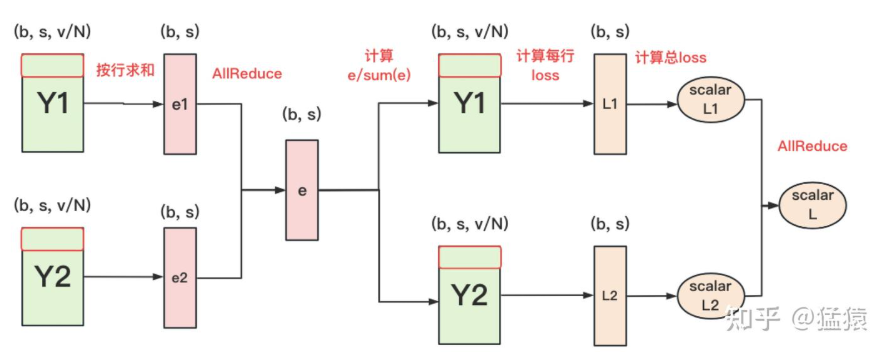 (b, s, v/N)
(b, s)
按行求和
AllReduce
Y1
e1
(b, s)
e
(b, s, v/N)
(b, s)
Y2
e2
计算
e/sum(e)
(b, s, v/N)
计算每行
loss
(b, s)
计算总loss
Y1
L1
scalar
L1
AllReduce
scalar
L
(b, s, v/N)
(b, s)
Y2
L2
scalar
L2
知乎 @猛猿